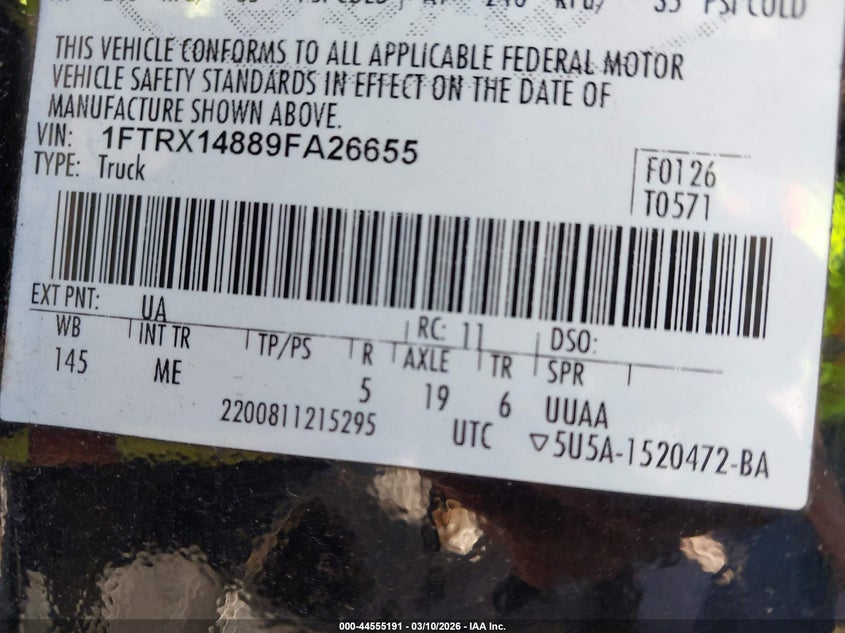 35 PSI COLD
THIS VEHICLE CONFORMS TO ALL APPLICABLE FEDERAL MOTOR
VEHICLE SAFETY STANDARDS IN EFFECT ON THE DATE OF
MANUFACTURE SHOWN ABOVE.
VIN: 1FTRX14889FA26655
TYPE: Truck
F0126
T0571
EXT PNT: UA RC: 11 DSO:
WB INT TR TP/PS R AXLE TR SPR
145 ME 5 19 6 UUAA
2200811215295 UTC ▽5U5A-1520472-BA
000-44555191 - 03/10/2026 - IAA Inc.